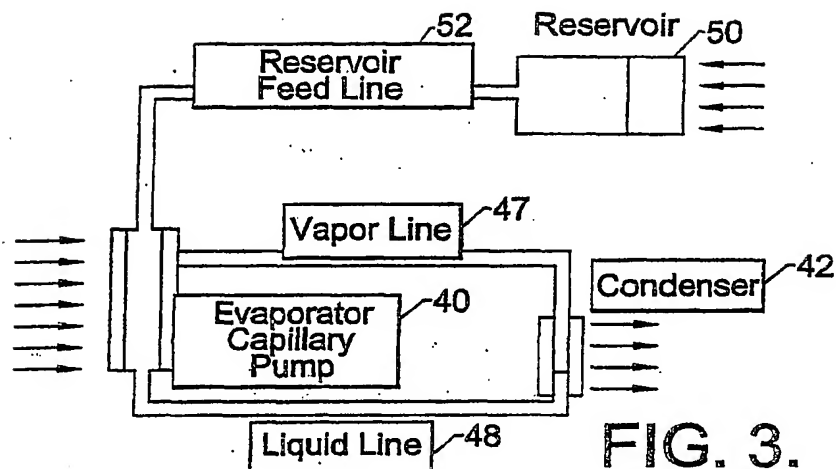 52
Reservoir
50
Reservoir
Feed Line
Vapor Line
47
Condenser
42
Evaporator
Capillary
Pump
40
Liquid Line
48
FIG. 3.